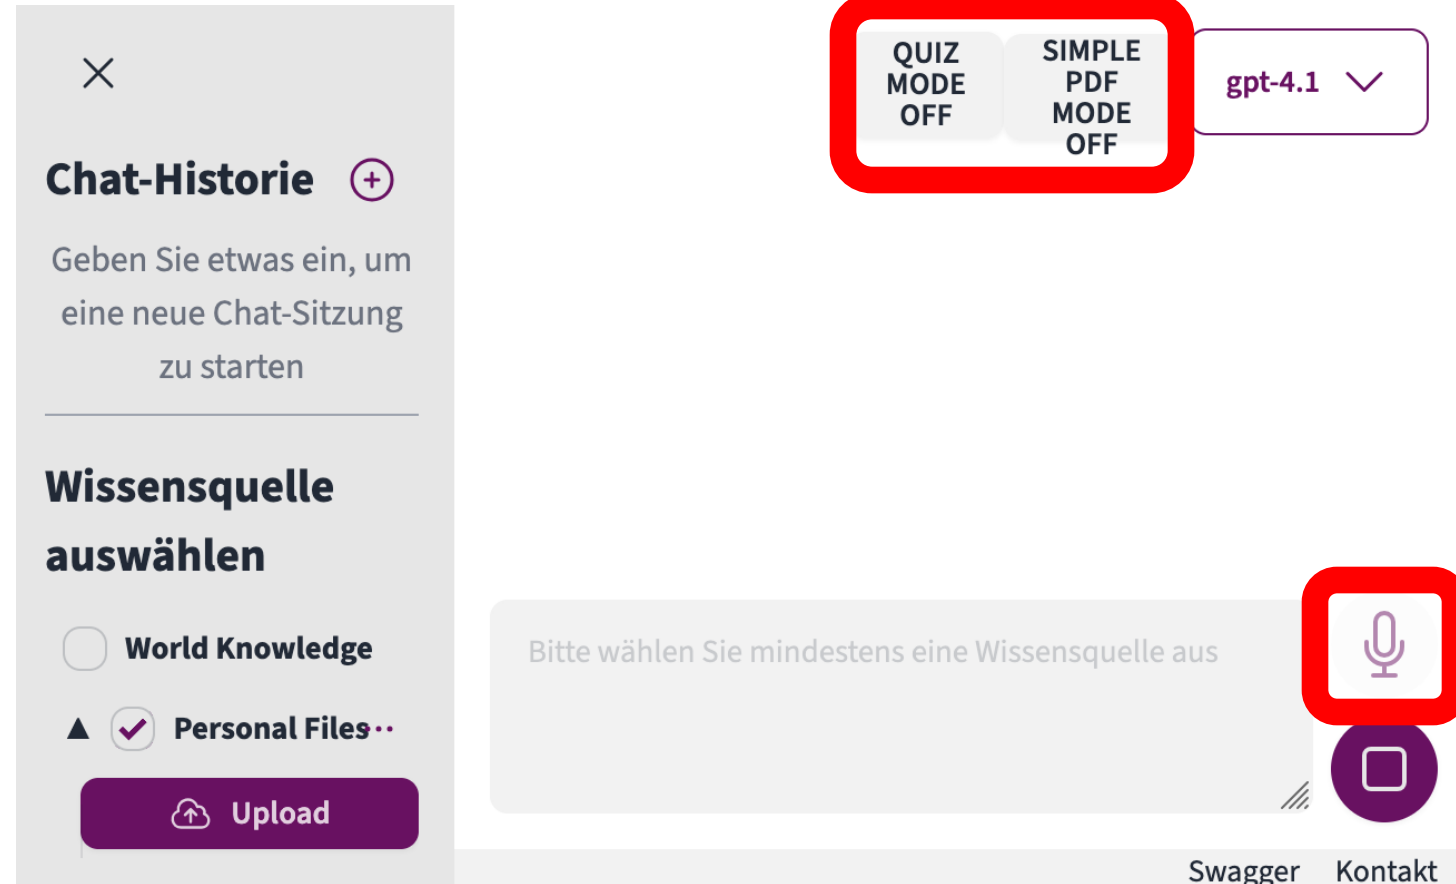 Chat-Historie
Geben Sie etwas ein, um
eine neue Chat-Sitzung
zu starten
Wissensquelle
auswählen
World Knowledge
Personal Files
Upload
QUIZ
MODE
OFF
SIMPLE
PDF
MODE
OFF
gpt-4.1
Bitte wählen Sie mindestens eine Wissensquelle aus
Swagger Kontakt